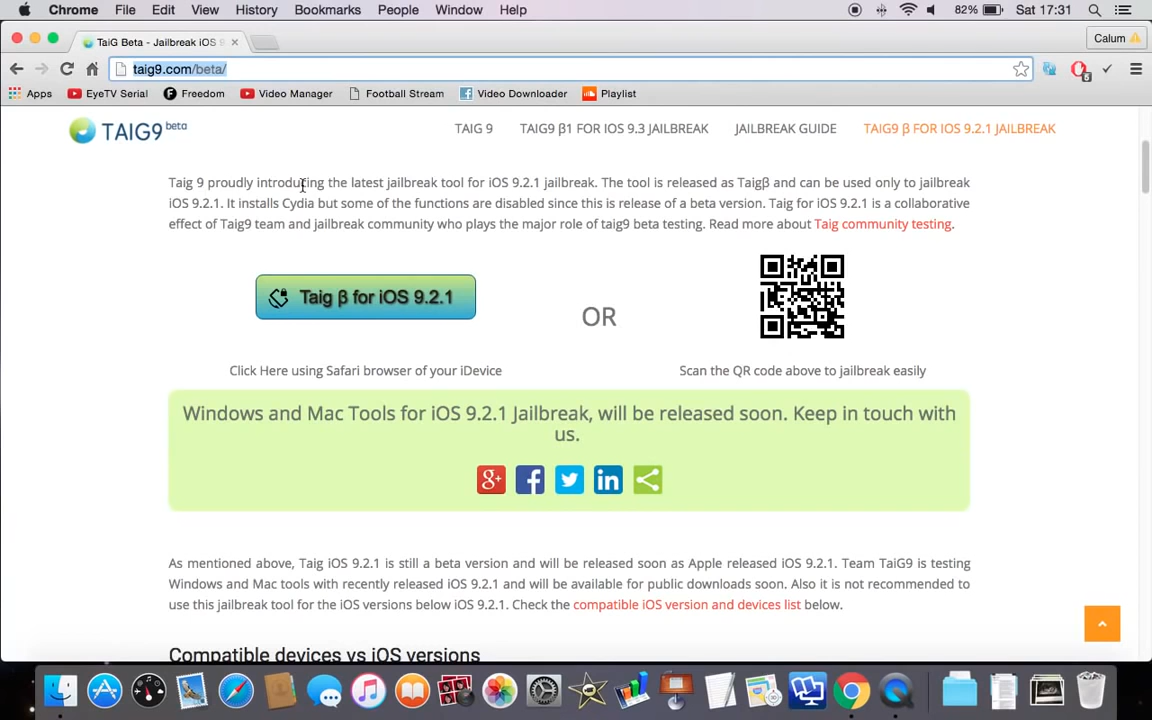 Chrome File Edit View History Bookmarks People Window Help 82% Sat 17:31
TaiG Beta - Jailbreak iOS 9 Calum
taig9.com/beta/
Apps EyeTV Serial Freedom Video Manager Football Stream Video Downloader Playlist
TAIG9 beta TAIG 9 TAIG9 β1 FOR IOS 9.3 JAILBREAK JAILBREAK GUIDE TAIG9 β FOR IOS 9.2.1 JAILBREAK
Taig 9 proudly introducing the latest jailbreak tool for iOS 9.2.1 jailbreak. The tool is released as Taigβ and can be used only to jailbreak
iOS 9.2.1. It installs Cydia but some of the functions are disabled since this is release of a beta version. Taig for iOS 9.2.1 is a collaborative
effect of Taig9 team and jailbreak community who plays the major role of taig9 beta testing. Read more about Taig community testing.
Taig β for iOS 9.2.1
OR
Click Here using Safari browser of your iDevice
Scan the QR code above to jailbreak easily
Windows and Mac Tools for iOS 9.2.1 Jailbreak, will be released soon. Keep in touch with
us.
As mentioned above, Taig iOS 9.2.1 is still a beta version and will be released soon as Apple released iOS 9.2.1. Team TaiG9 is testing
Windows and Mac tools with recently released iOS 9.2.1 and will be available for public downloads soon. Also it is not recommended to
use this jailbreak tool for the iOS versions below iOS 9.2.1. Check the compatible iOS version and devices list below.
Compatible devices vs iOS versions